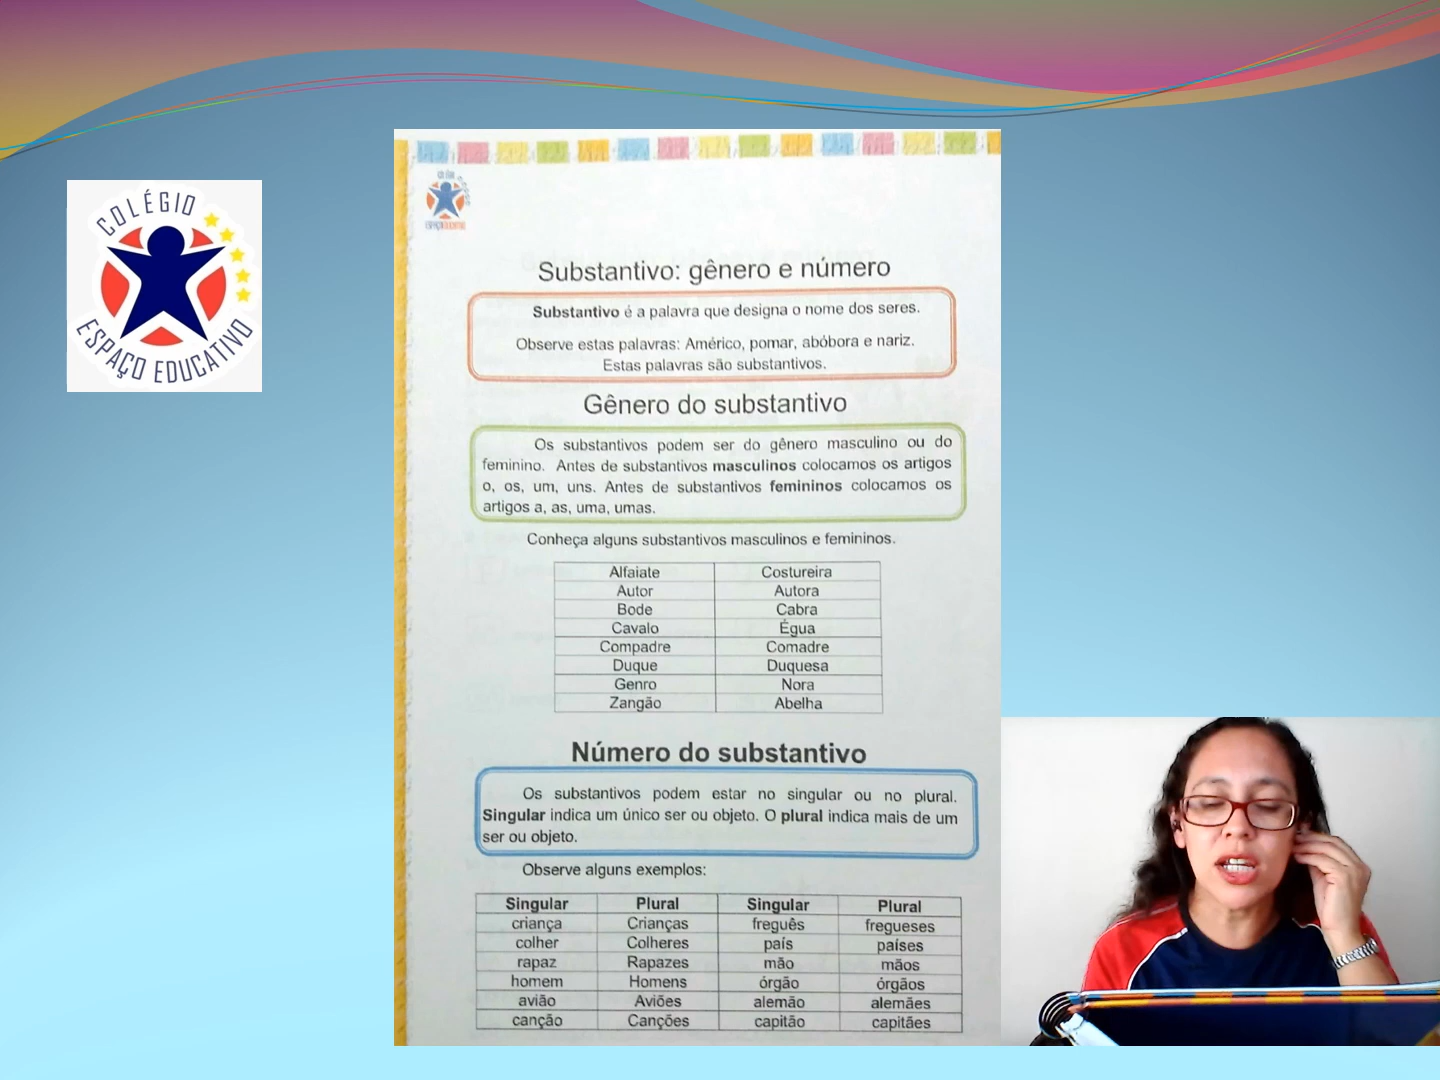 COLÉGIO
ESPAÇO EDUCATIVO
Substantivo: gênero e número
Substantivo é a palavra que designa o nome dos seres.
Observe estas palavras: Américo, pomar, abóbora e nariz.
Estas palavras são substantivos.
Gênero do substantivo
Os substantivos podem ser do gênero masculino ou do
feminino. Antes de substantivos masculinos colocamos os artigos
o, os, um, uns. Antes de substantivos femininos colocamos os
artigos a, as, uma, umas.
Conheça alguns substantivos masculinos e femininos.
Alfaiate Costureira
Autor Autora
Bode Cabra
Cavalo Égua
Compadre Comadre
Duque Duquesa
Genro Nora
Zangão Abelha
Número do substantivo
Os substantivos podem estar no singular ou no plural.
Singular indica um único ser ou objeto. O plural indica mais de um
ser ou objeto.
Observe alguns exemplos:
Singular Plural Singular Plural
criança Crianças freguês fregueses
colher Colheres país países
rapaz Rapazes mão mãos
homem Homens órgão órgãos
avião Aviões alemão alemães
canção Canções capitão capitães